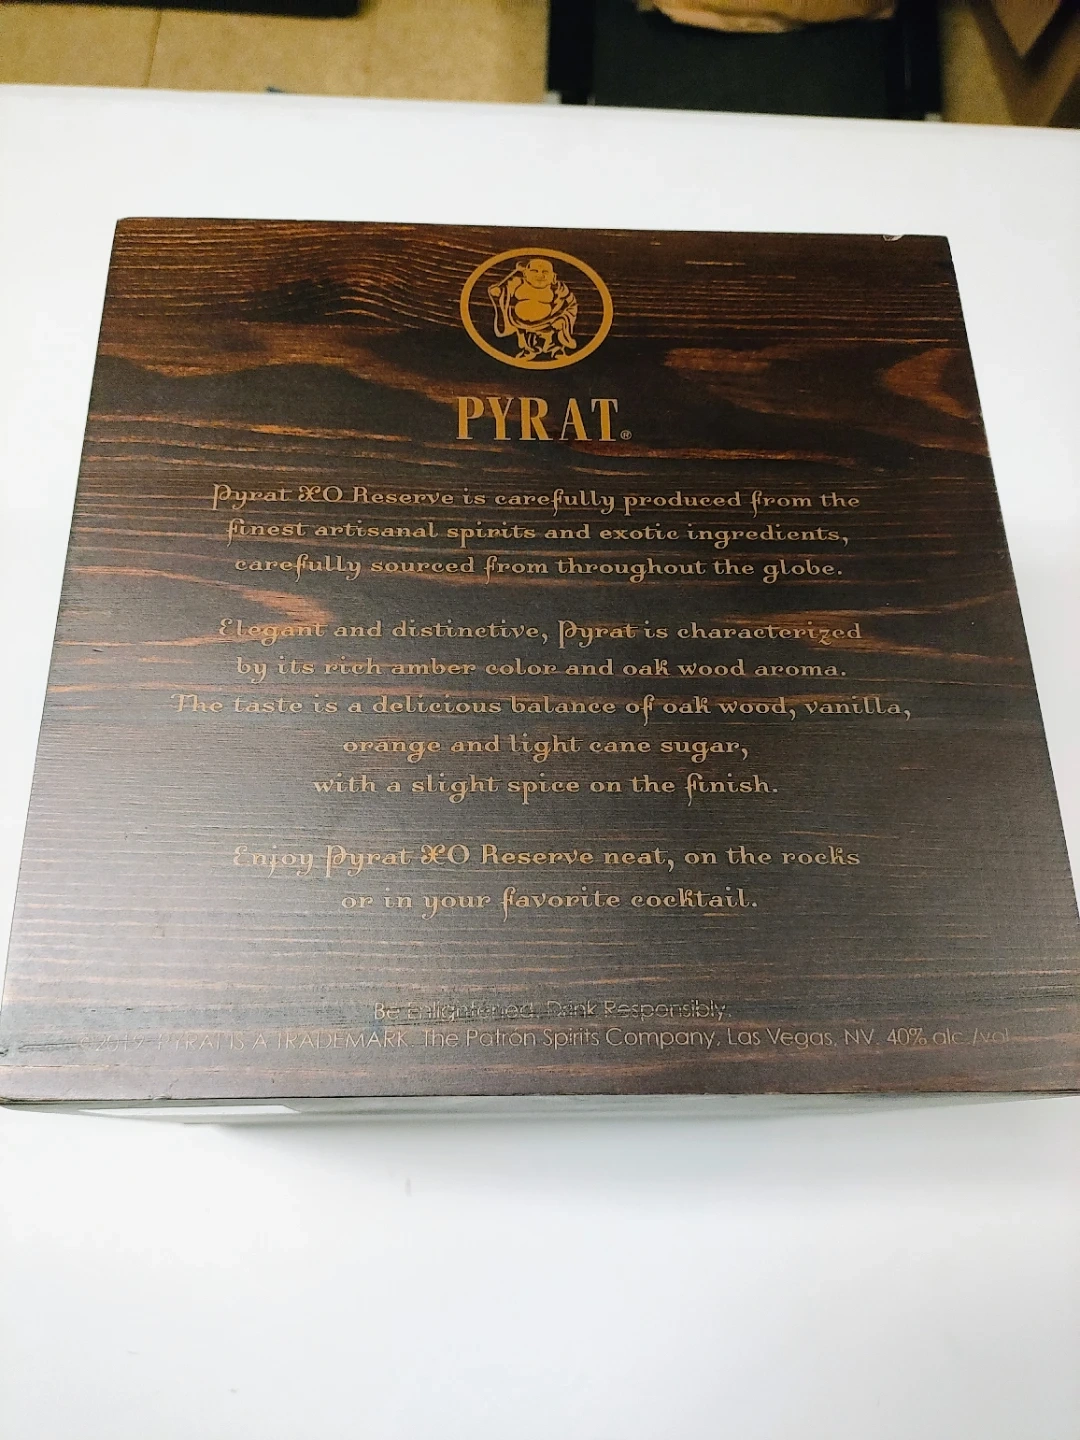 PYRAT®
Pyrat XO Reserve is carefully produced from the
finest artisanal spirits and exotic ingredients,
carefully sourced from throughout the globe.
Elegant and distinctive, Pyrat is characterized
by its rich amber color and oak wood aroma.
The taste is a delicious balance of oak wood, vanilla,
orange and light cane sugar,
with a slight spice on the finish.
Enjoy Pyrat XO Reserve neat, on the rocks
or in your favorite cocktail.
Be Enlightened. Drink Responsibly.
PYRAT IS A TRADEMARK. The Patron Spirits Company, Las Vegas, NV. 40% alc./vol